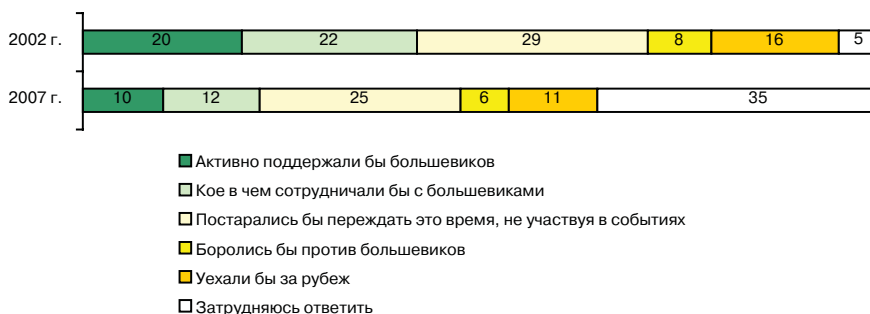 2002 г. 20 22 29 8 16 5
2007 г. 10 12 25 6 11 35
Активно поддержали бы большевиков
Кое в чем сотрудничали бы с большевиками
Постарались бы переждать это время, не участвуя в событиях
Боролись бы против большевиков
Уехали бы за рубеж
Затрудняюсь ответить